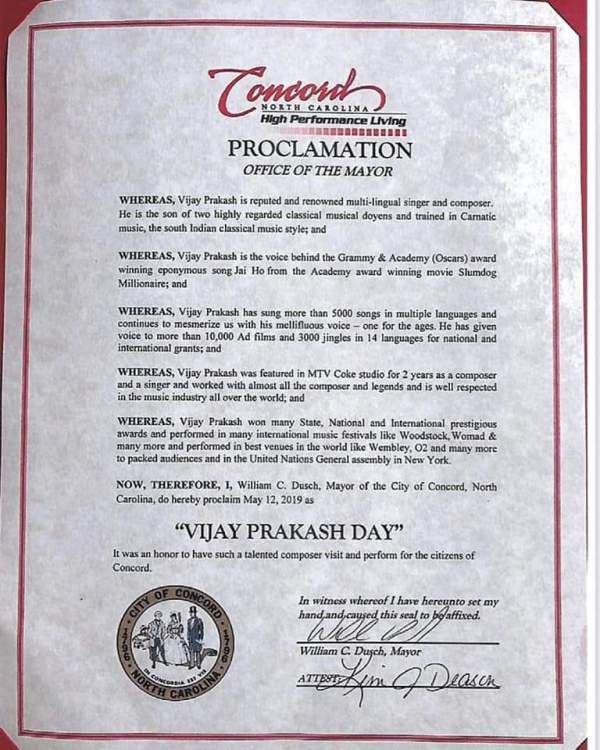 Concord
NORTH CAROLINA
High Performance Living
PROCLAMATION
OFFICE OF THE MAYOR
WHEREAS, Vijay Prakash is reputed and renowned multi-lingual singer and composer.
He is the son of two highly regarded classical musical doyens and trained in Carnatic
music, the south Indian classical music style; and
WHEREAS, Vijay Prakash is the voice behind the Grammy & Academy (Oscars) award
winning eponymous song Jai Ho from the Academy award winning movie Slumdog
Millionaire; and
WHEREAS, Vijay Prakash has sung more than 5000 songs in multiple languages and
continues to mesmerize us with his mellifluous voice – one for the ages. He has given
voice to more than 10,000 Ad films and 3000 jingles in 14 languages for national and
international grants; and
WHEREAS, Vijay Prakash was featured in MTV Coke studio for 2 years as a composer
and a singer and worked with almost all the composer and legends and is well respected
in the music industry all over the world; and
WHEREAS, Vijay Prakash won many State, National and International prestigious
awards and performed in many international music festivals like Woodstock, Womad &
many more and performed in best venues in the world like Wembley, O2 and many more
to packed audiences and in the United Nations General assembly in New York.
NOW, THEREFORE, I, William C. Dusch, Mayor of the City of Concord, North
Carolina, do hereby proclaim May 12, 2019 as
“VIJAY PRAKASH DAY”
It was an honor to have such a talented composer visit and perform for the citizens of
Concord.
CITY OF CONCORD
1796 1796
IN CONCORDIA EST VIS
NORTH CAROLINA
In witness whereof I have hereunto set my
hand and caused this seal to be affixed.
William C. Dusch, Mayor
ATTEST: Kim J Deason